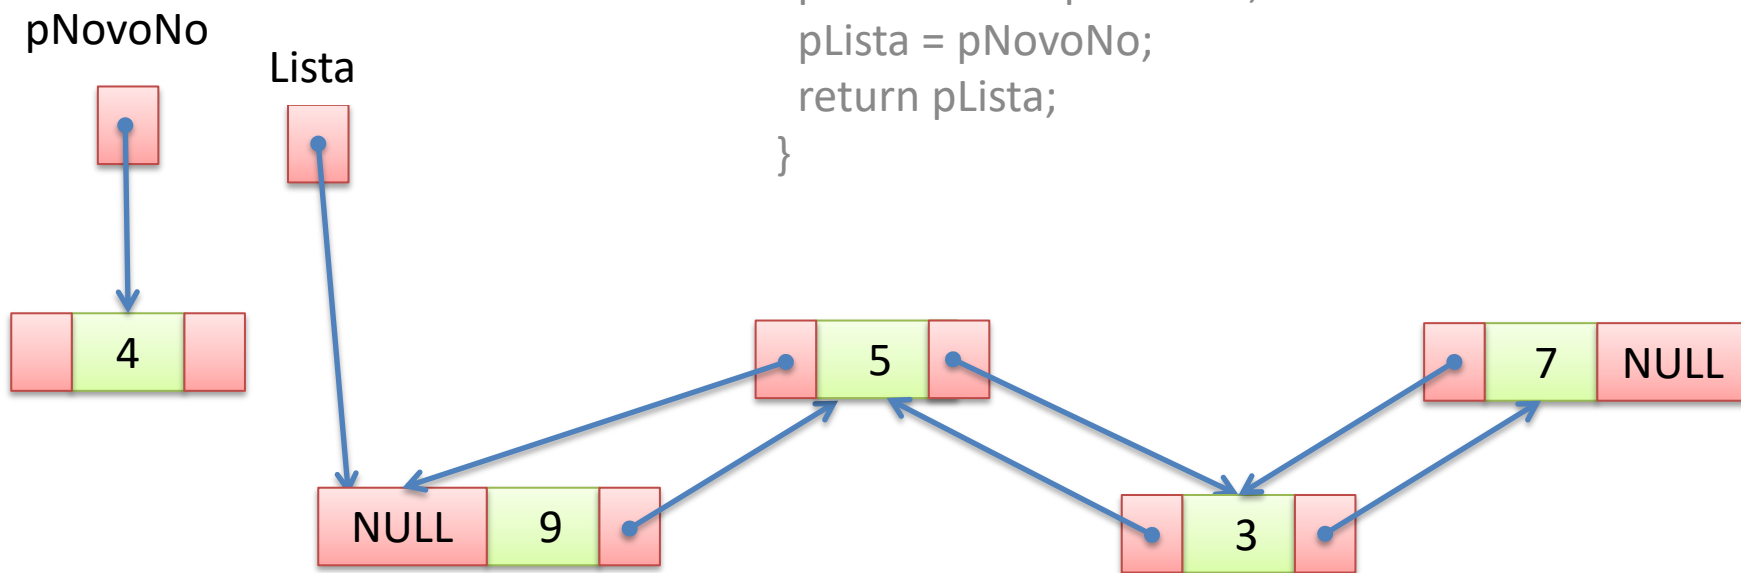 pNovoNo
Lista
pLista = pNovoNo;
return pLista;
}
4
5
7 NULL
NULL 9
3